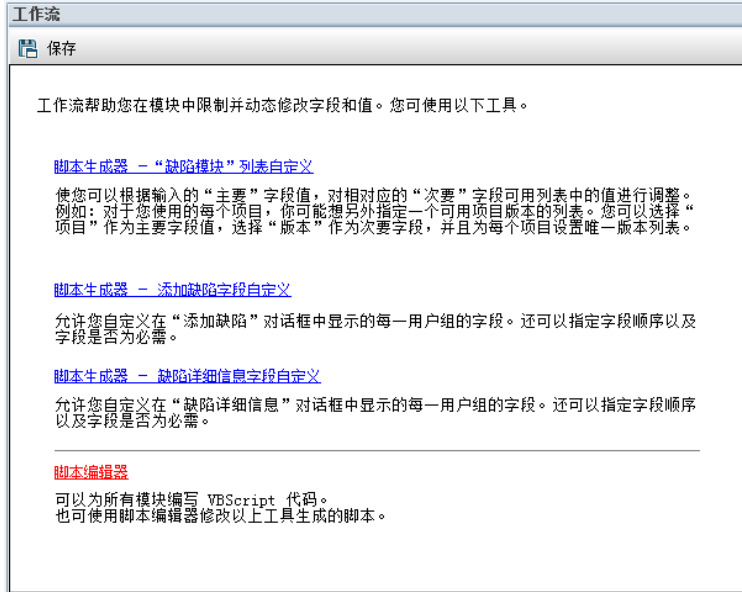 工作流
保存
工作流帮助您在模块中限制并动态修改字段和值。您可使用以下工具。
脚本生成器 － “缺陷模块”列表自定义
使您可以根据输入的“主要”字段值，对相对应的“次要”字段可用列表中的值进行调整。
例如：对于您使用的每个项目，你可能想另外指定一个可用项目版本的列表。您可以选择“
项目”作为主要字段值，选择“版本”作为次要字段，并且为每个项目设置唯一版本列表。
脚本生成器 － 添加缺陷字段自定义
允许您自定义在“添加缺陷”对话框中显示的每一用户组的字段。还可以指定字段顺序以及
字段是否为必需。
脚本生成器 － 缺陷详细信息字段自定义
允许您自定义在“缺陷详细信息”对话框中显示的每一用户组的字段。还可以指定字段顺序
以及字段是否为必需。
脚本编辑器
可以为所有模块编写 VBScript 代码。
也可使用脚本编辑器修改以上工具生成的脚本。